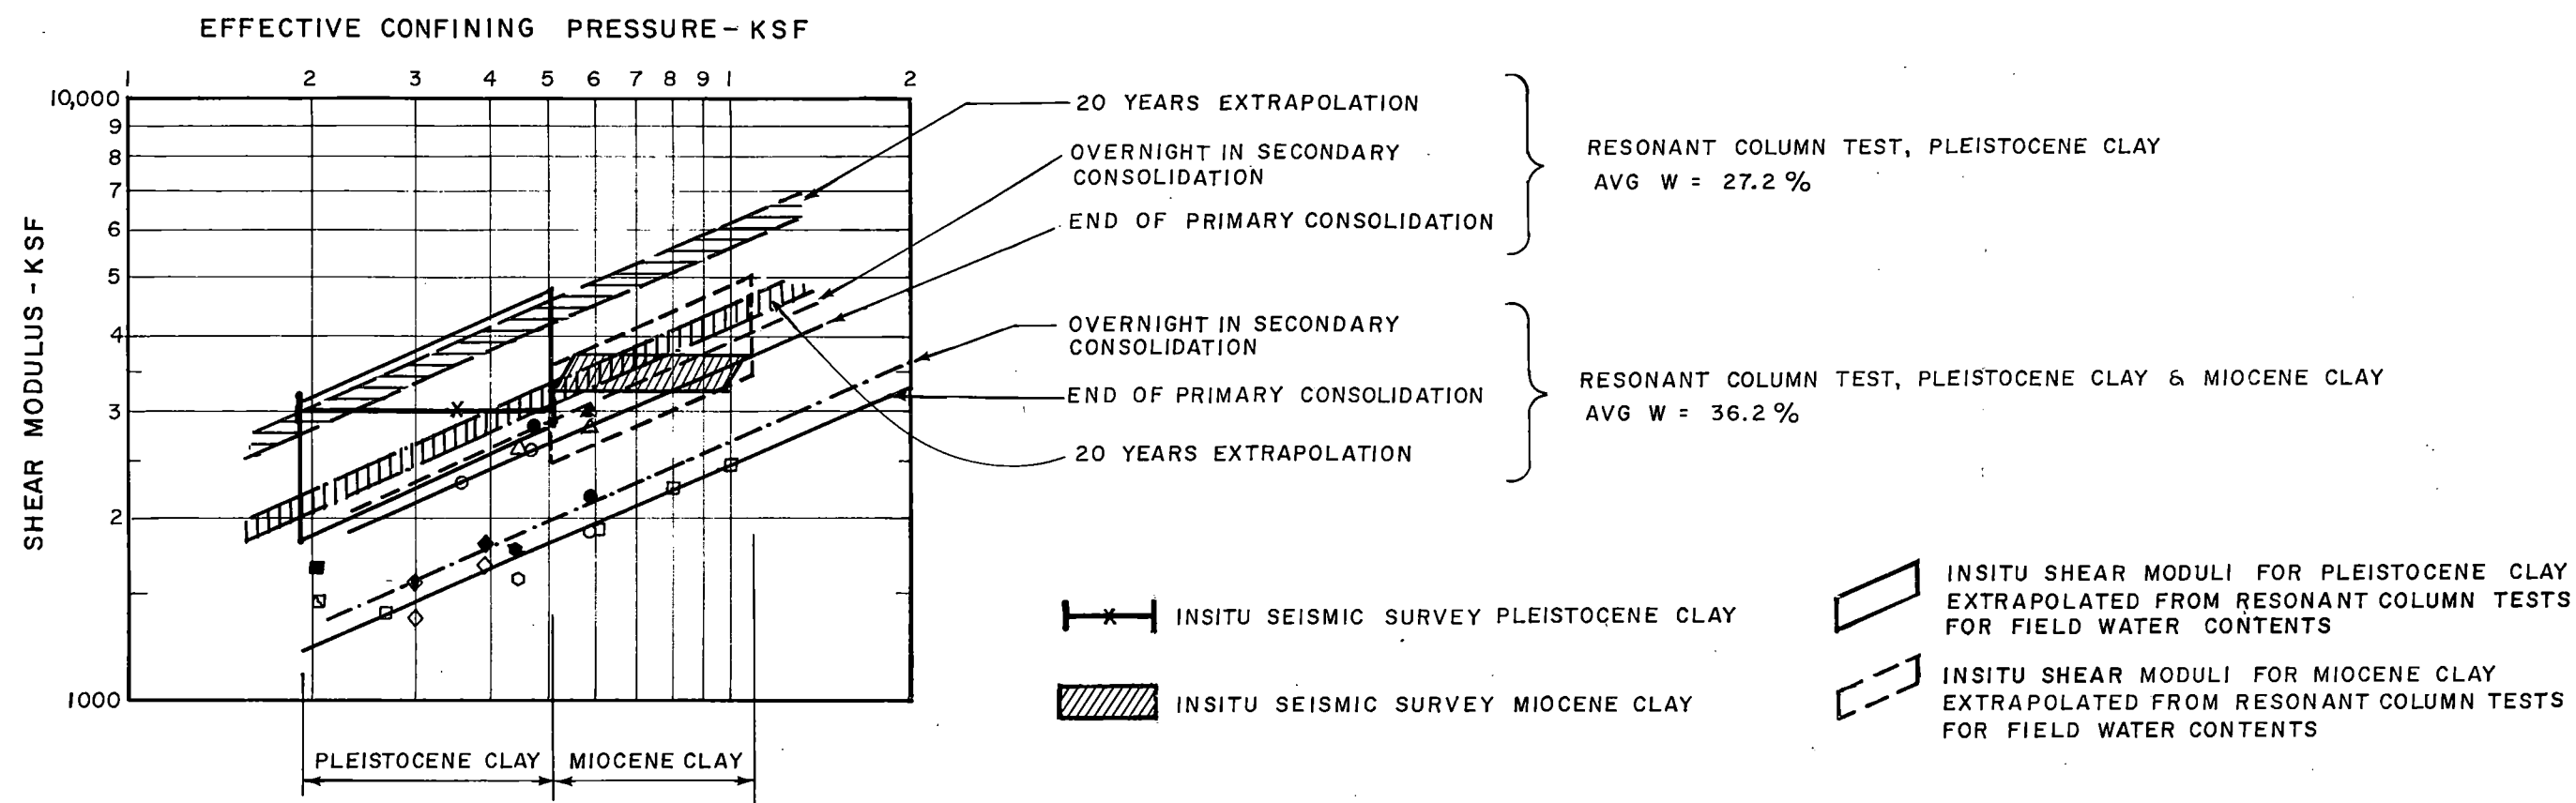 EFFECTIVE CONFINING PRESSURE - KSF
1 2 3 4 5 6 7 8 9 1 2
10,000
9
8
7
6
5
4
3
2
1000
SHEAR MODULUS - KSF
20 YEARS EXTRAPOLATION
OVERNIGHT IN SECONDARY
CONSOLIDATION
END OF PRIMARY CONSOLIDATION
RESONANT COLUMN TEST, PLEISTOCENE CLAY
AVG W = 27.2 %
OVERNIGHT IN SECONDARY
CONSOLIDATION
END OF PRIMARY CONSOLIDATION
20 YEARS EXTRAPOLATION
RESONANT COLUMN TEST, PLEISTOCENE CLAY & MIOCENE CLAY
AVG W = 36.2 %
PLEISTOCENE CLAY
MIOCENE CLAY
INSITU SEISMIC SURVEY PLEISTOCENE CLAY
INSITU SEISMIC SURVEY MIOCENE CLAY
INSITU SHEAR MODULI FOR PLEISTOCENE CLAY
EXTRAPOLATED FROM RESONANT COLUMN TESTS
FOR FIELD WATER CONTENTS
INSITU SHEAR MODULI FOR MIOCENE CLAY
EXTRAPOLATED FROM RESONANT COLUMN TESTS
FOR FIELD WATER CONTENTS